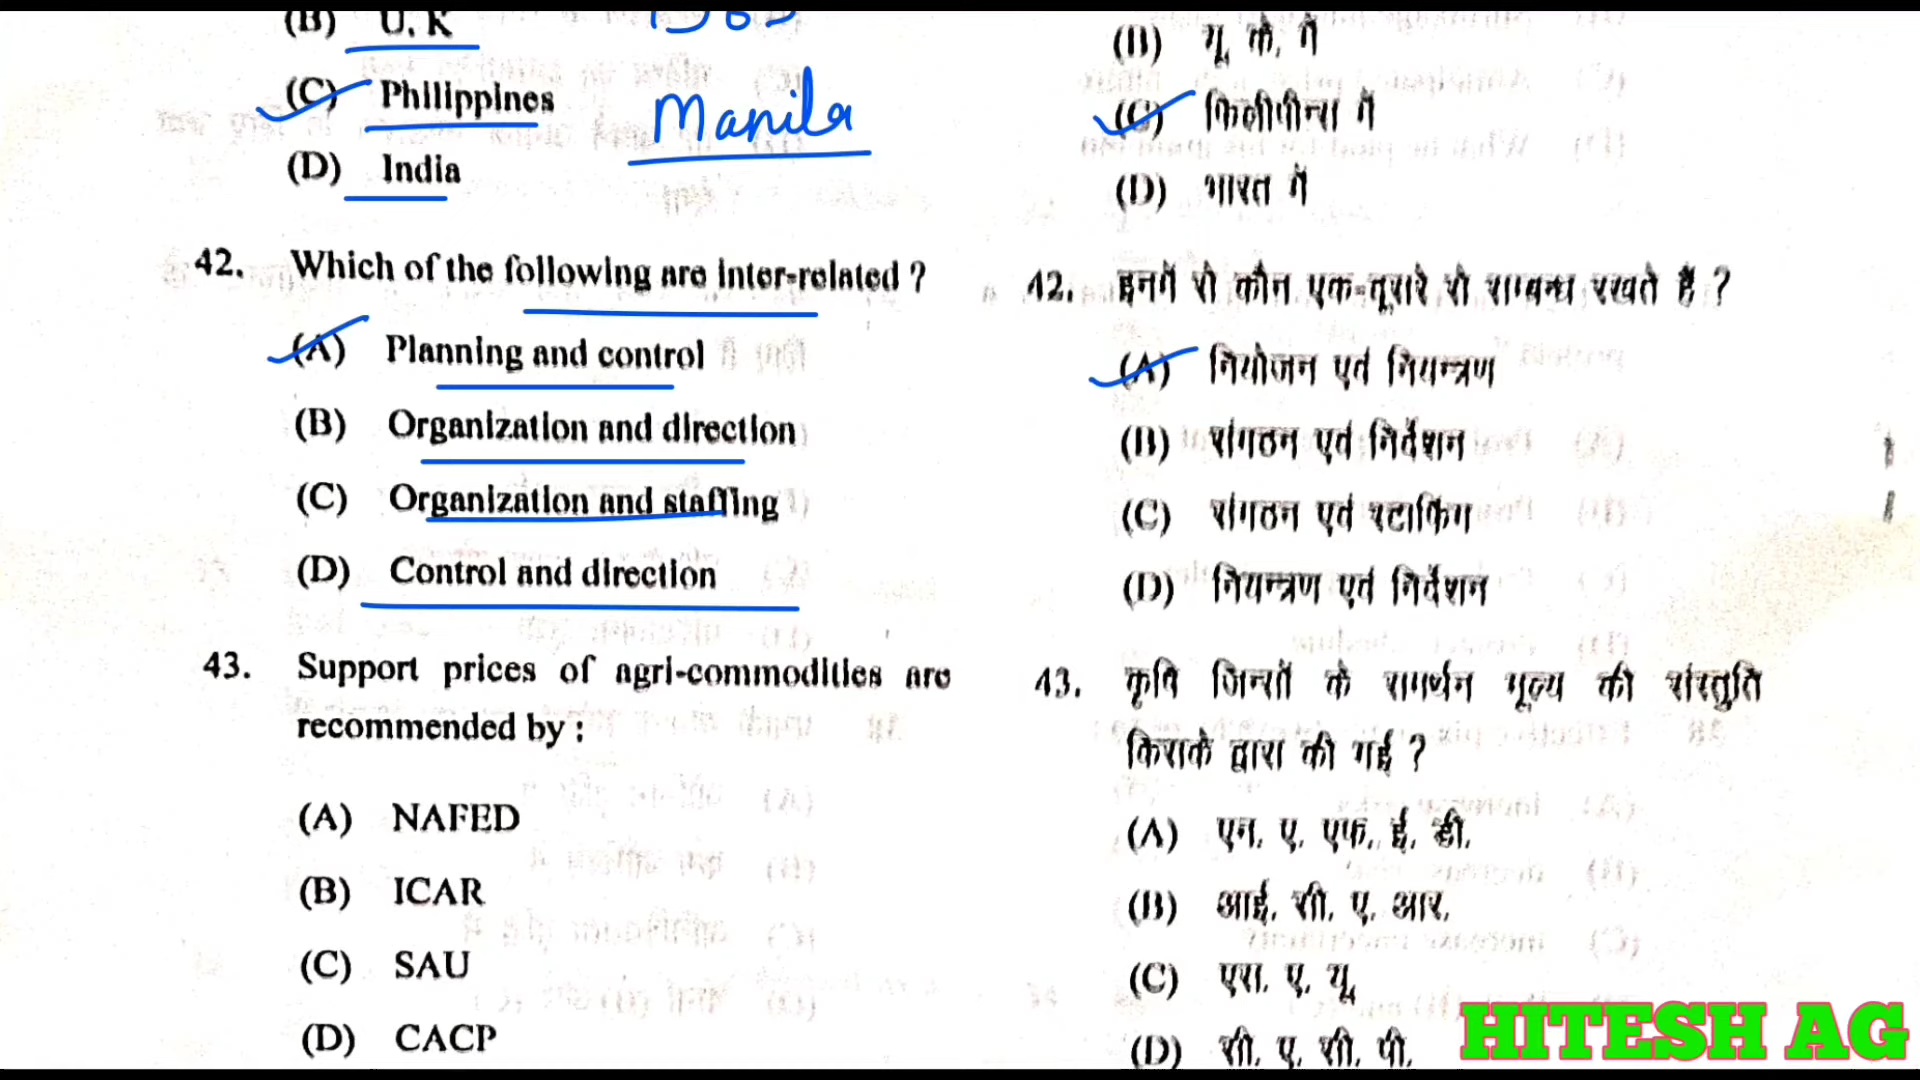 (B) U. K
(C) Philippines
Manila
(D) India
42. Which of the following are inter-related ?
(A) Planning and control
(B) Organization and direction
(C) Organization and staffing
(D) Control and direction
43. Support prices of agri-commodities are
recommended by :
(A) NAFED
(B) ICAR
(C) SAU
(D) CACP
(B) यू. के. में
(C) फिलीपीन्स में
(D) भारत में
42. इनमें से कौन एक-दूसरे से सम्बन्ध रखते हैं ?
(A) नियोजन एवं नियन्त्रण
(B) संगठन एवं निर्देशन
(C) संगठन एवं स्टाफिंग
(D) नियन्त्रण एवं निर्देशन
43. कृषि जिन्सों के समर्थन मूल्य की संस्तुति
किसके द्वारा की गई ?
(A) एन. ए. एफ. ई. डी.
(B) आई. सी. ए. आर.
(C) एस. ए. यू.
(D) सी. ए. सी. पी.
HITESH AG